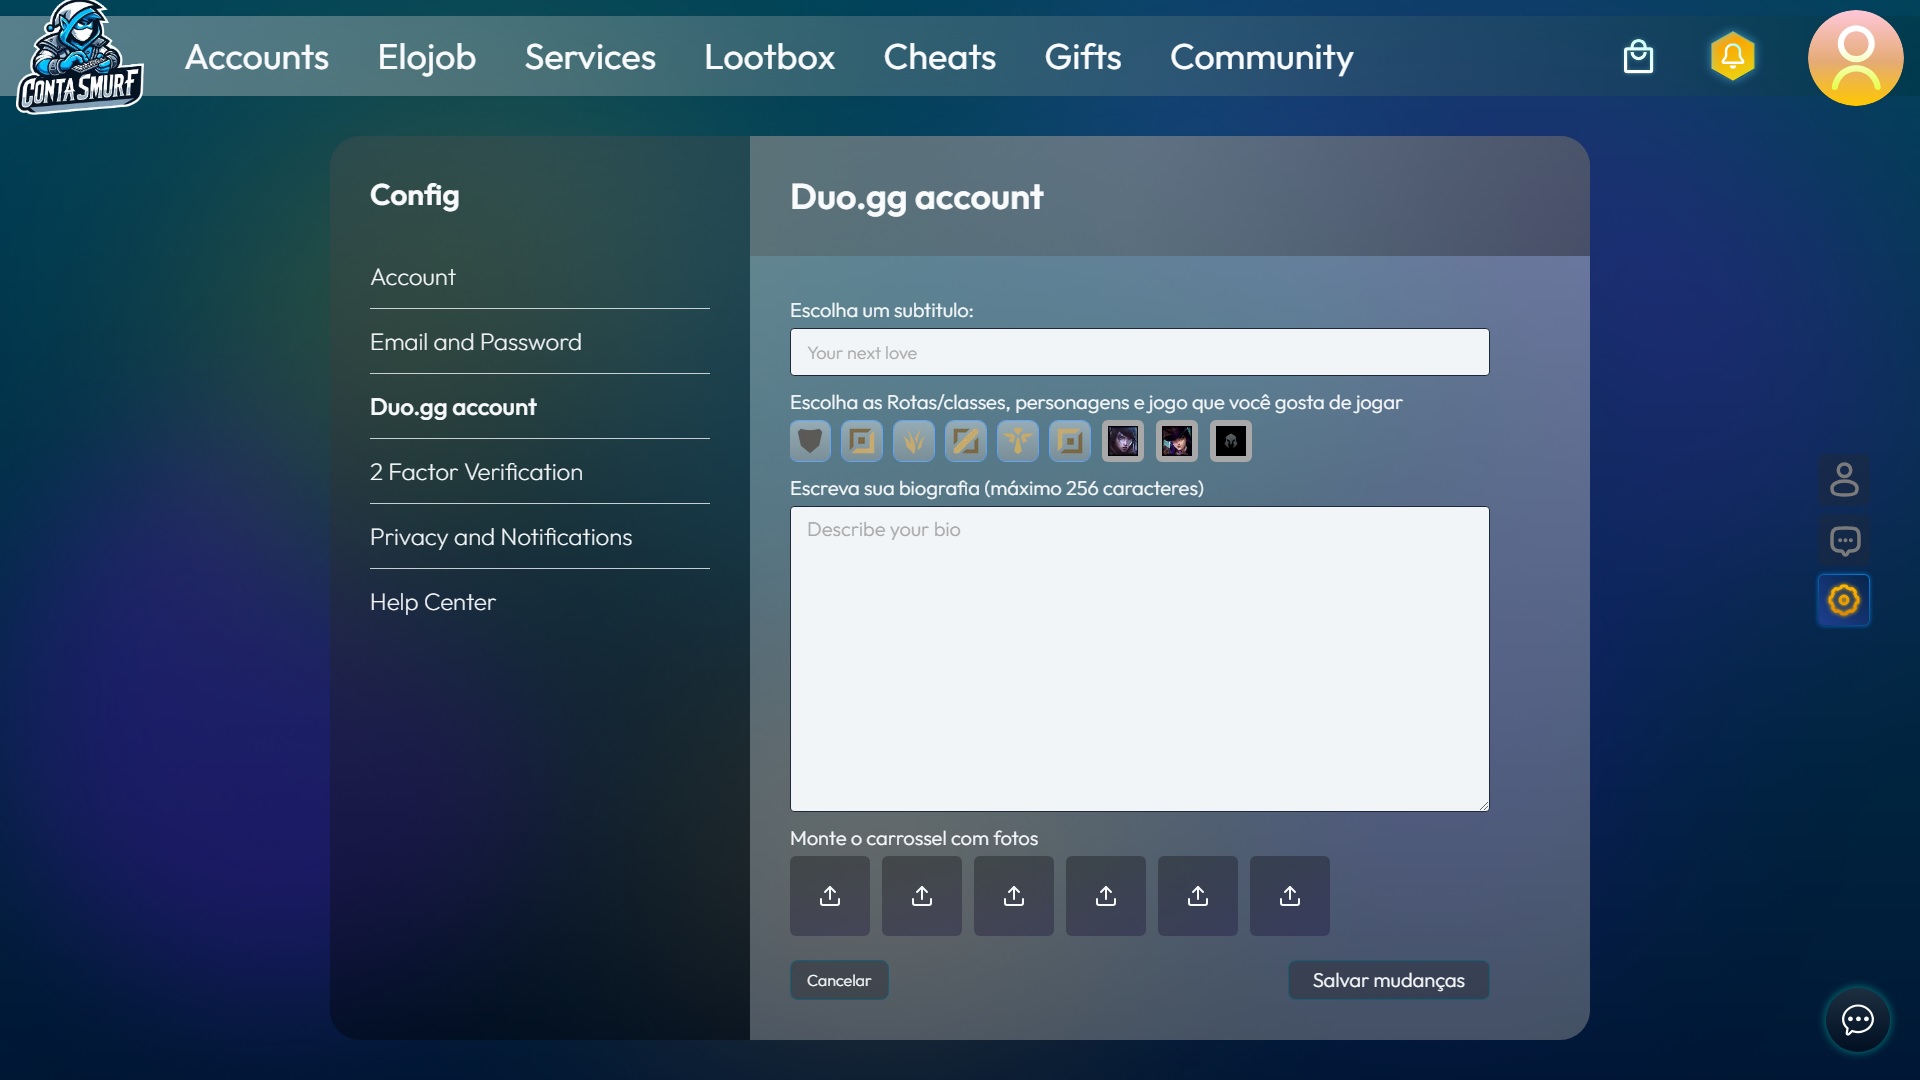 CONTA SMURF
Accounts Elojob Services Lootbox Cheats Gifts Community
Config
Account
Email and Password
Duo.gg account
2 Factor Verification
Privacy and Notifications
Help Center
Duo.gg account
Escolha um subtitulo:
Your next love
Escolha as Rotas/classes, personagens e jogo que você gosta de jogar
Escreva sua biografia (máximo 256 caracteres)
Describe your bio
Monte o carrossel com fotos
Cancelar
Salvar mudanças